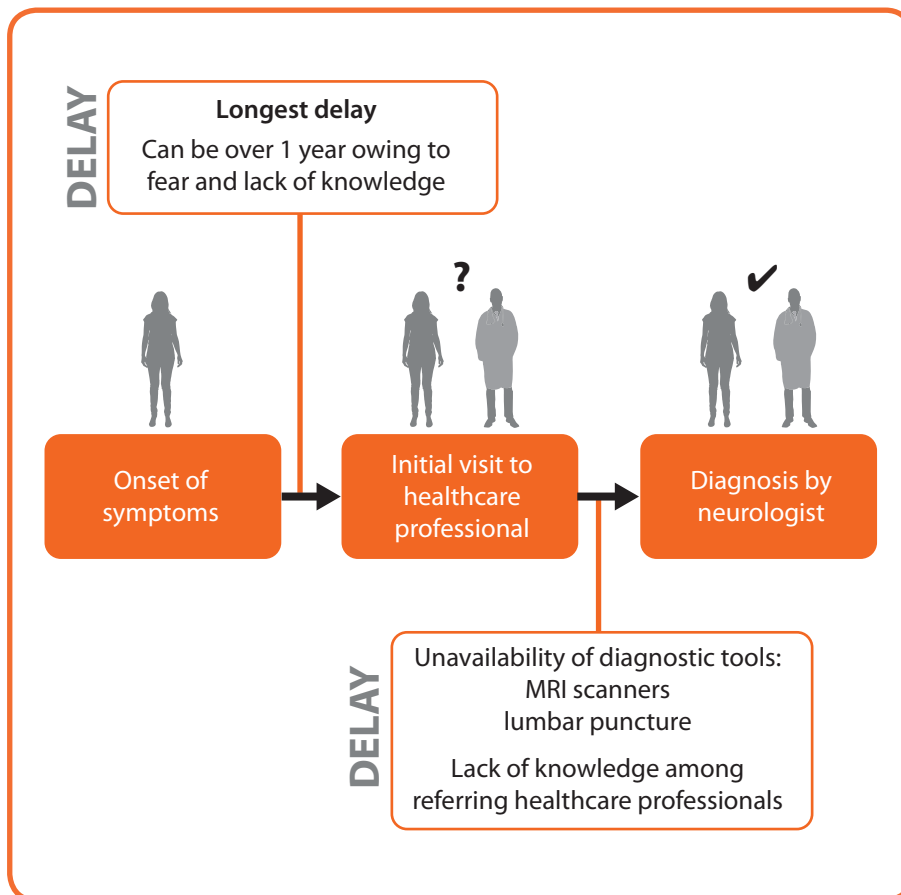 DELAY
Longest delay
Can be over 1 year owing to
fear and lack of knowledge
?
Onset of
symptoms
Initial visit to
healthcare
professional
Diagnosis by
neurologist
DELAY
Unavailability of diagnostic tools:
MRI scanners
lumbar puncture
Lack of knowledge among
referring healthcare professionals